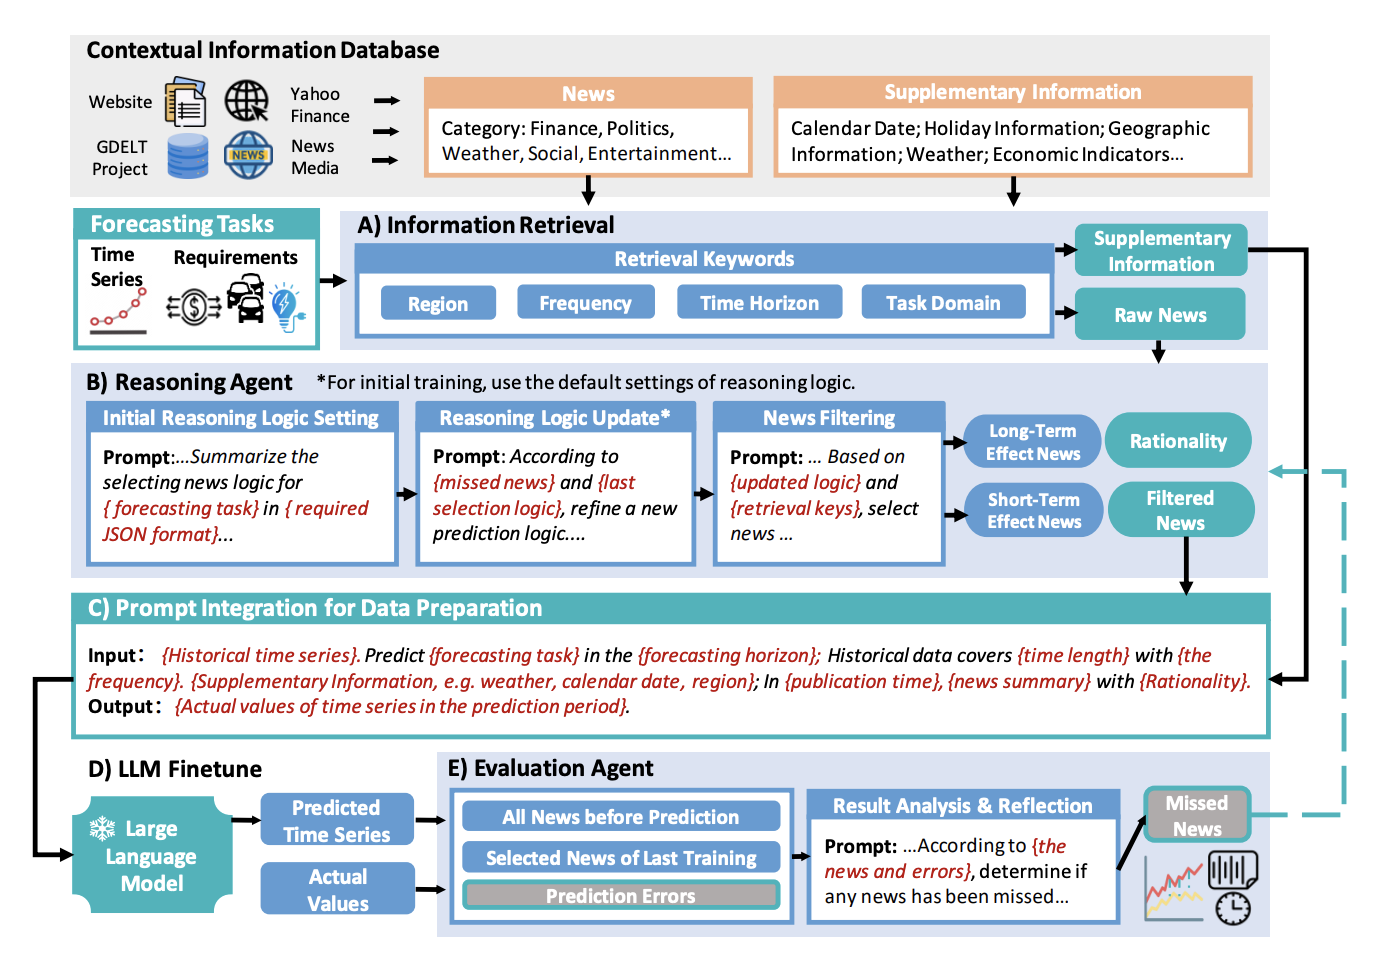 Contextual Information Database
Website
Yahoo
Finance
GDELT
Project
NEWS
News
Media
News
Category: Finance, Politics,
Weather, Social, Entertainment...
Supplementary Information
Calendar Date; Holiday Information; Geographic
Information; Weather; Economic Indicators...
Forecasting Tasks
Time
Series
Requirements
A) Information Retrieval
Retrieval Keywords
Region
Frequency
Time Horizon
Task Domain
Supplementary
Information
Raw News
B) Reasoning Agent *For initial training, use the default settings of reasoning logic.
Initial Reasoning Logic Setting
Prompt:...Summarize the
selecting news logic for
{ forecasting task} in { required
JSON format}...
Reasoning Logic Update*
Prompt: According to
{missed news} and {last
selection logic}, refine a new
prediction logic....
News Filtering
Prompt: ... Based on
{updated logic} and
{retrieval keys}, select
news ...
Long-Term
Effect News
Rationality
Short-Term
Effect News
Filtered
News
C) Prompt Integration for Data Preparation
Input: {Historical time series}. Predict {forecasting task} in the {forecasting horizon}; Historical data covers {time length} with {the
frequency}. {Supplementary Information, e.g. weather, calendar date, region}; In {publication time}, {news summary} with {Rationality}.
Output: {Actual values of time series in the prediction period}.
D) LLM Finetune
Large
Language
Model
Predicted
Time Series
Actual
Values
E) Evaluation Agent
All News before Prediction
Selected News of Last Training
Prediction Errors
Result Analysis & Reflection
Prompt: ...According to {the
news and errors}, determine if
any news has been missed...
Missed
News